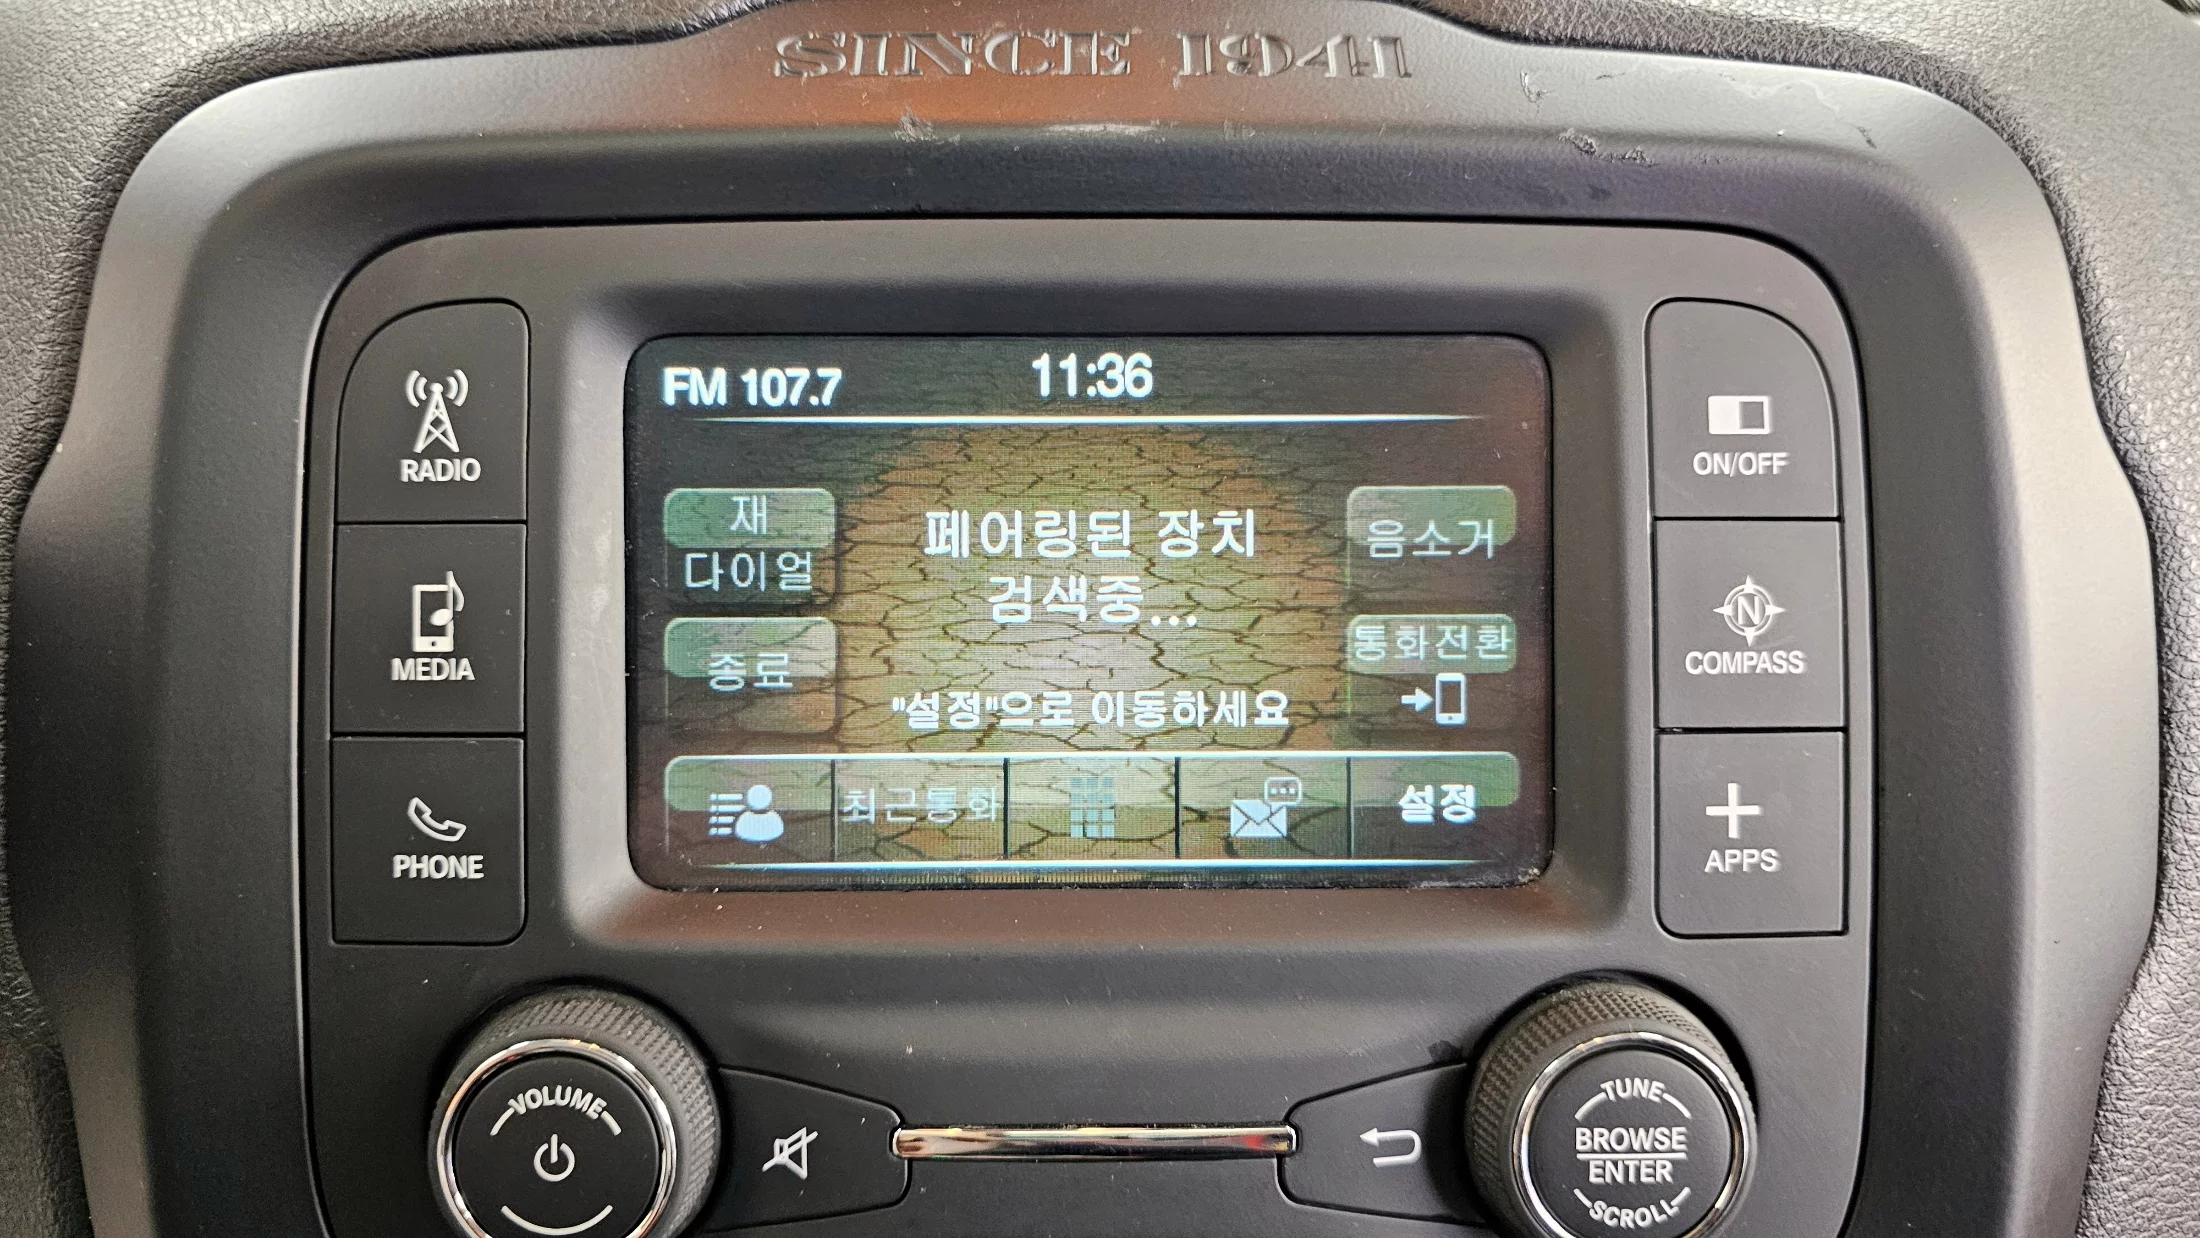 SINCE 1941
FM 107.7
11:36
재
다이얼
페어링된 장치
검색중...
음소거
종료
통화전환
"설정"으로 이동하세요
최근통화
설정
RADIO
MEDIA
PHONE
ON/OFF
N
COMPASS
APPS
VOLUME
TUNE
BROWSE
ENTER
SCROLL